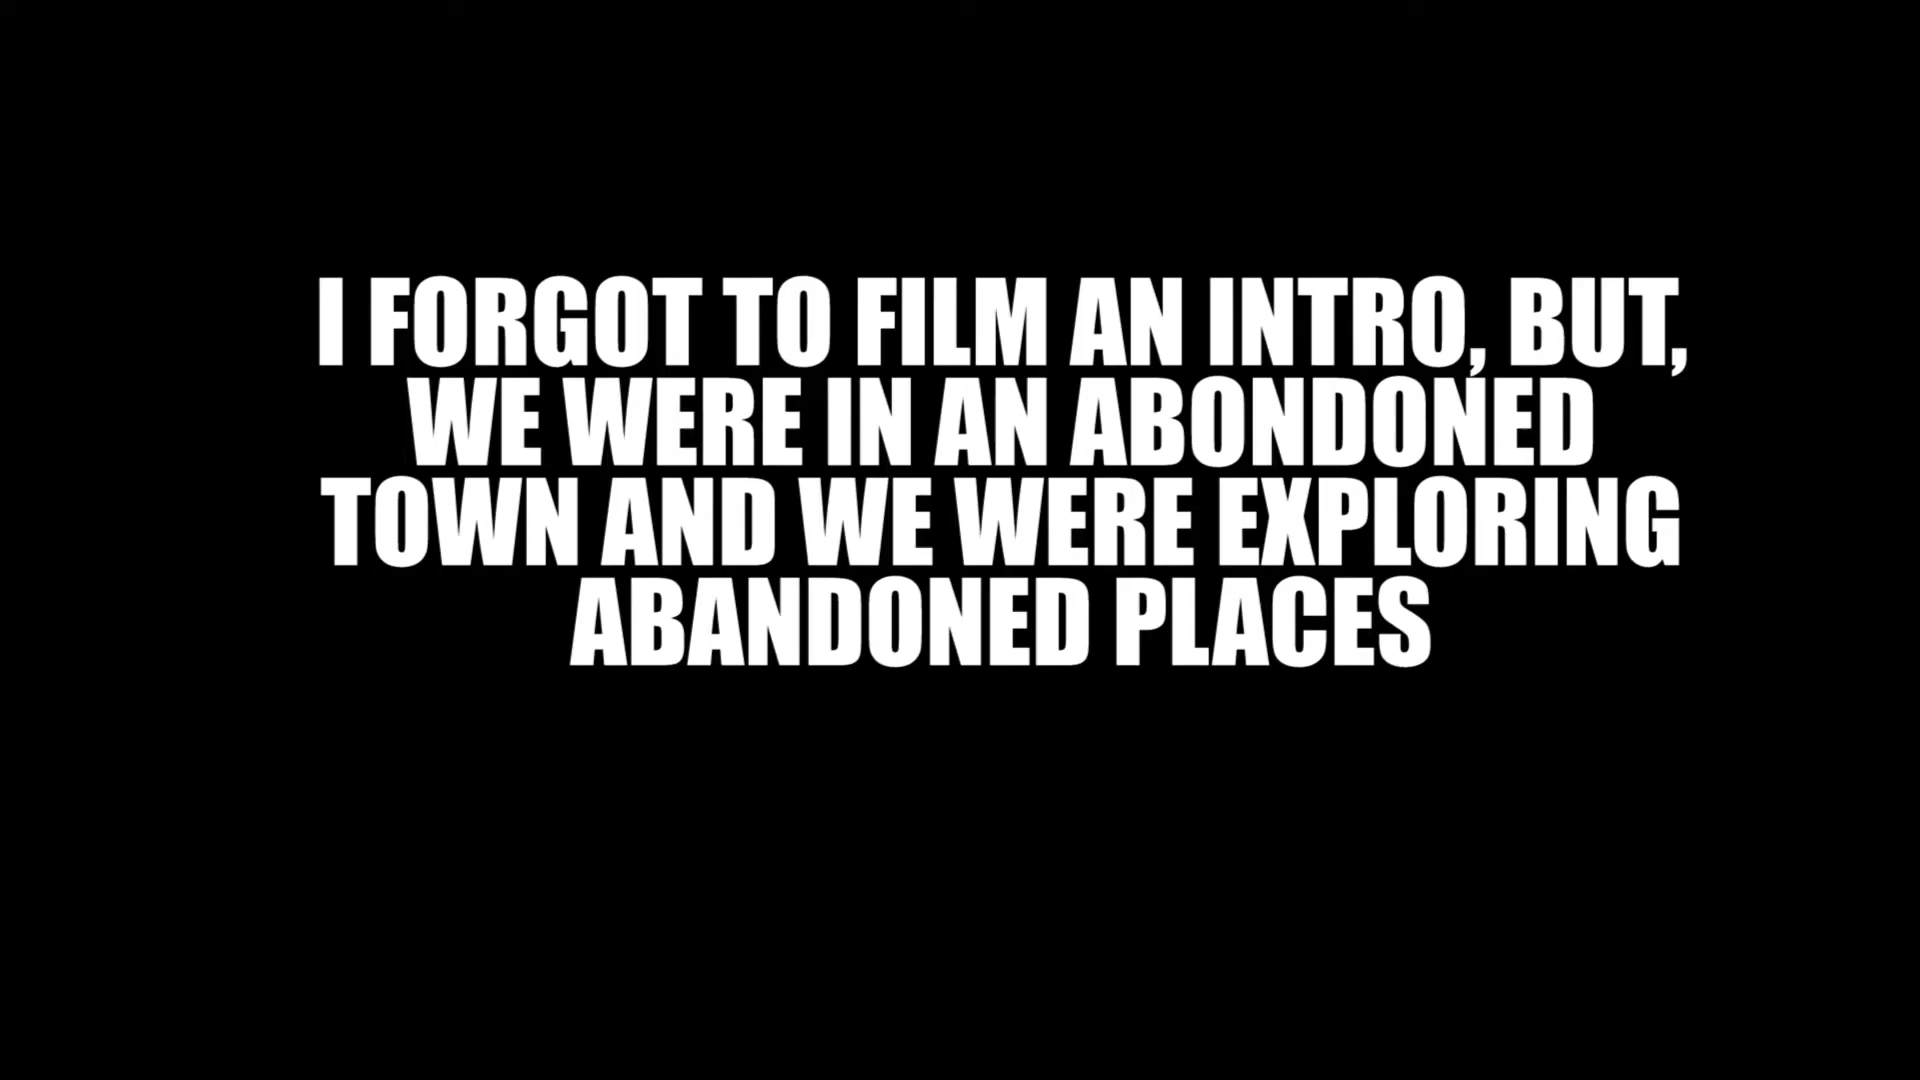 I FORGOT TO FILM AN INTRO, BUT,
WE WERE IN AN ABONDONED
TOWN AND WE WERE EXPLORING
ABANDONED PLACES